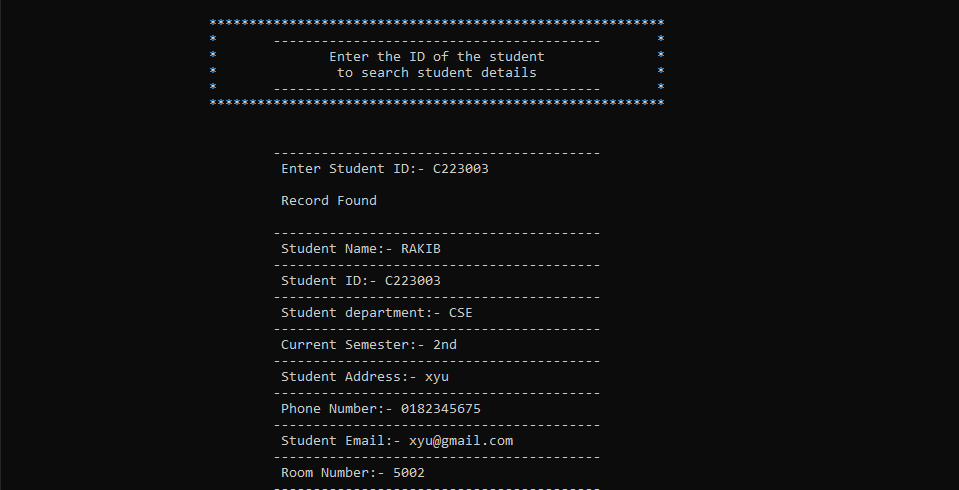 *********************************************************
* ----------------------------------------- *
* Enter the ID of the student *
* to search student details *
* ----------------------------------------- *
*********************************************************
-----------------------------------------
Enter Student ID:- C223003
Record Found
-----------------------------------------
Student Name:- RAKIB
-----------------------------------------
Student ID:- C223003
-----------------------------------------
Student department:- CSE
-----------------------------------------
Current Semester:- 2nd
-----------------------------------------
Student Address:- xyu
-----------------------------------------
Phone Number:- 0182345675
-----------------------------------------
Student Email:- xyu@gmail.com
-----------------------------------------
Room Number:- 5002
-----------------------------------------